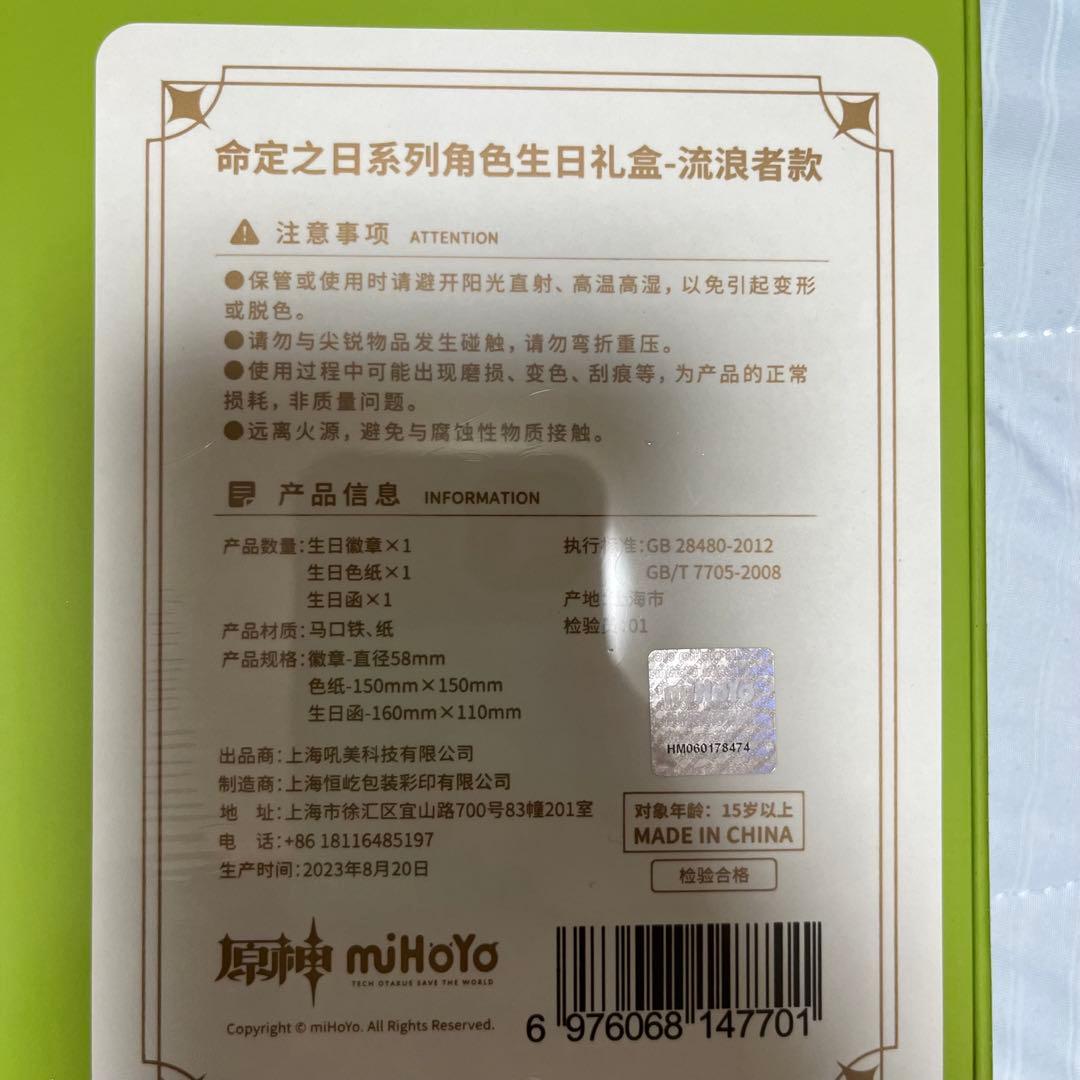 命定之日系列角色生日礼盒-流浪者款
注意事项 ATTENTION
●保管或使用时请避开阳光直射、高温高湿，以免引起变形
或脱色。
●请勿与尖锐物品发生碰触，请勿弯折重压。
●使用过程中可能出现磨损、变色、刮痕等，为产品的正常
损耗，非质量问题。
●远离火源，避免与腐蚀性物质接触。
产品信息 INFORMATION
产品数量：生日徽章×1
生日色纸×1
生日函×1
产品材质：马口铁、纸
产品规格：徽章-直径58mm
色纸-150mm×150mm
生日函-160mm×110mm
执行标准：GB 28480-2012
GB/T 7705-2008
产地：上海市
检验员：01
miHoYo
HM060178474
出品商：上海吼美科技有限公司
制造商：上海恒屹包装彩印有限公司
地 址：上海市徐汇区宜山路700号83幢201室
电 话：+86 18116485197
生产时间：2023年8月20日
对象年龄：15岁以上
MADE IN CHINA
检验合格
原神 miHoYo
TECH OTAKUS SAVE THE WORLD
Copyright © miHoYo. All Rights Reserved.
6 976068 147701